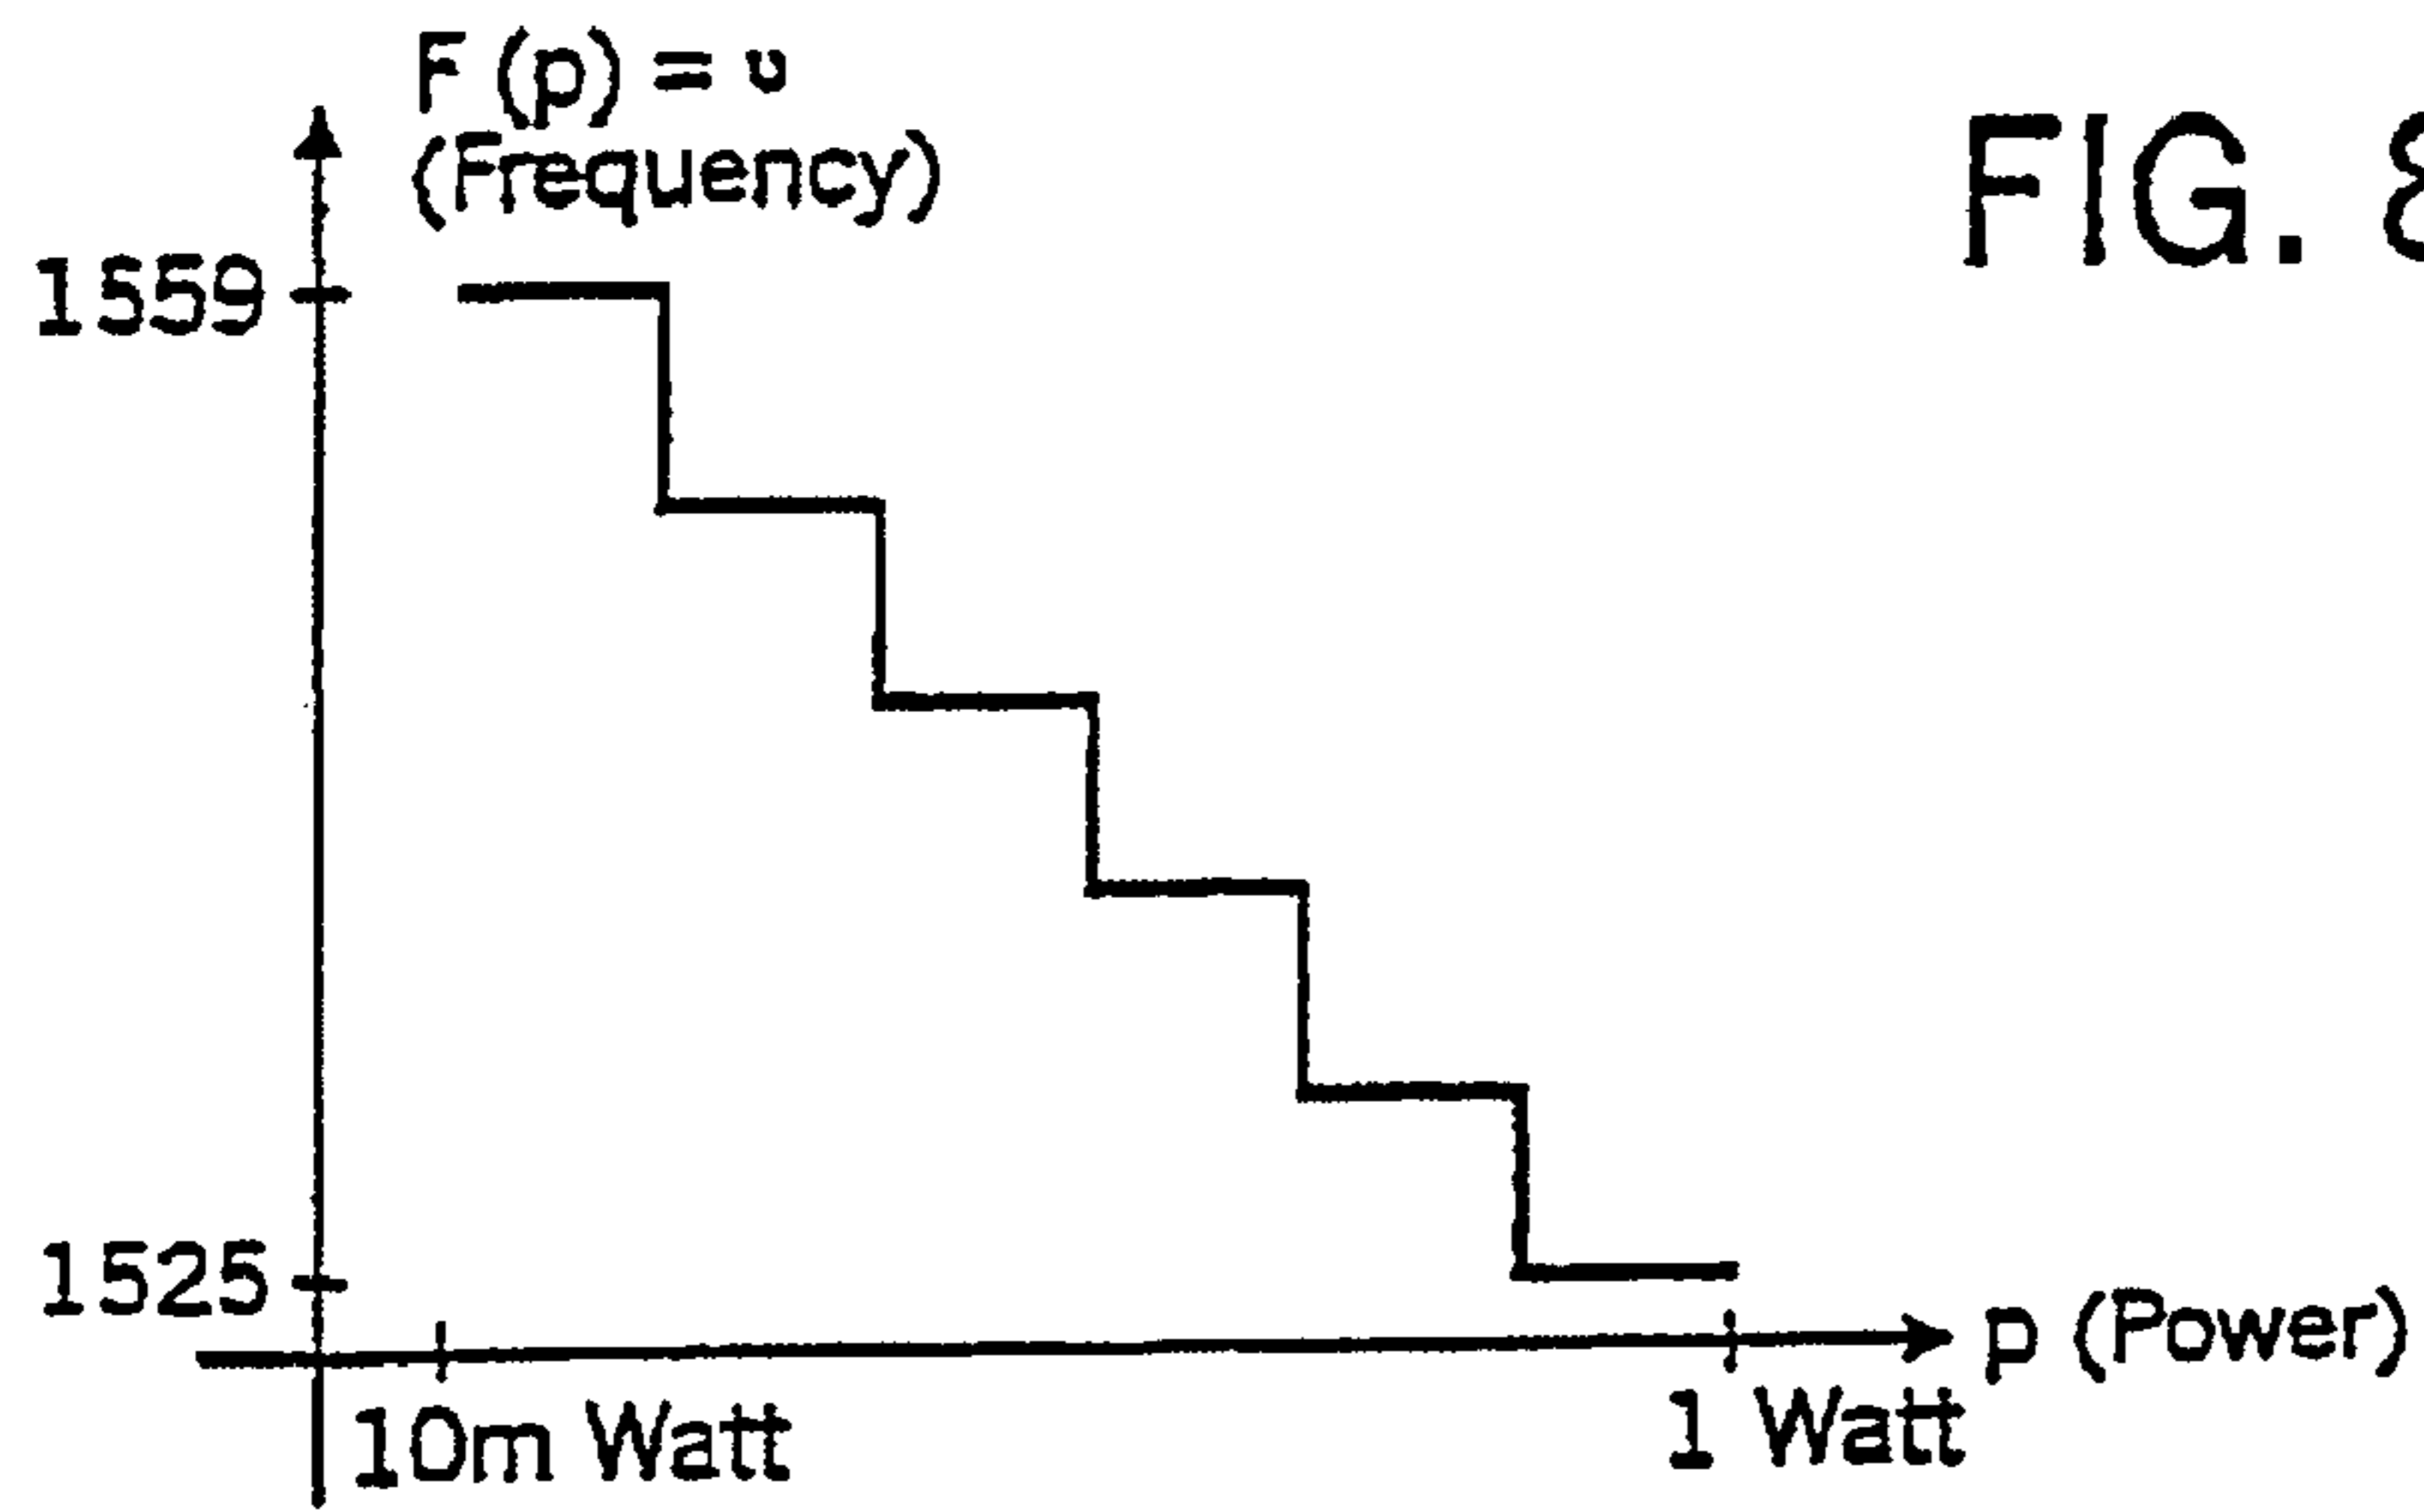 F(p) = υ
(Frequency)
FIG. 8
1559
1525
p (Power)
10m Watt
1 Watt